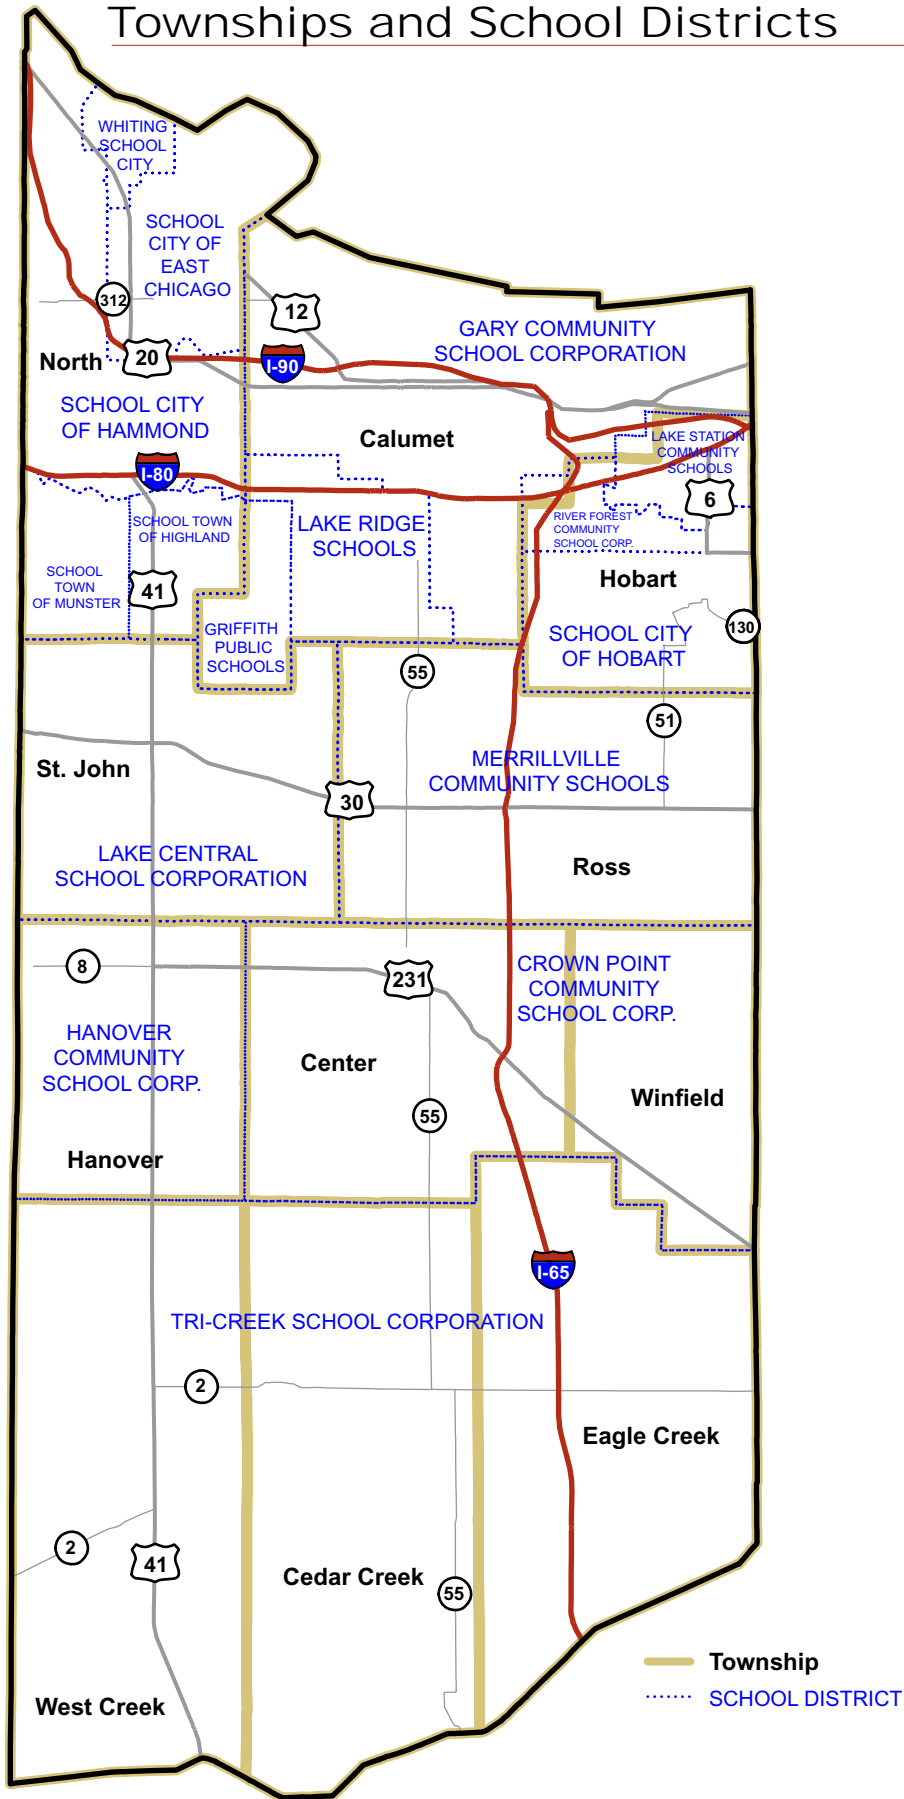 Townships and School Districts
WHITING
SCHOOL
CITY
SCHOOL
CITY OF
EAST
CHICAGO
312
12
GARY COMMUNITY
SCHOOL CORPORATION
North
20
I-90
SCHOOL CITY
OF HAMMOND
Calumet
LAKE STATION
COMMUNITY
SCHOOLS
I-80
6
SCHOOL TOWN
OF HIGHLAND
LAKE RIDGE
SCHOOLS
RIVER FOREST
COMMUNITY
SCHOOL CORP.
SCHOOL
TOWN
OF MUNSTER
41
Hobart
GRIFFITH
PUBLIC
SCHOOLS
SCHOOL CITY
OF HOBART
130
55
51
St. John
MERRILLVILLE
COMMUNITY SCHOOLS
30
LAKE CENTRAL
SCHOOL CORPORATION
Ross
8
231
CROWN POINT
COMMUNITY
SCHOOL CORP.
HANOVER
COMMUNITY
SCHOOL CORP.
Center
Winfield
55
Hanover
I-65
TRI-CREEK SCHOOL CORPORATION
2
Eagle Creek
2
41
Cedar Creek
55
West Creek
Township
SCHOOL DISTRICT